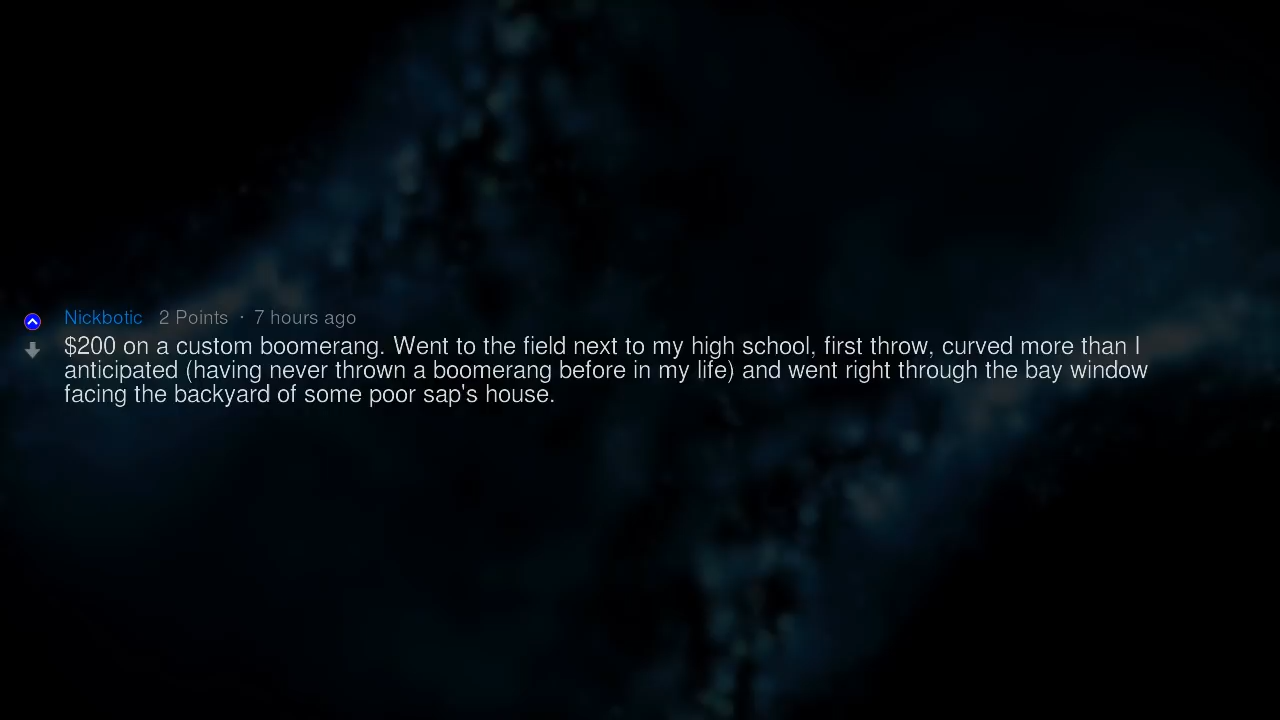 Nickbotic 2 Points · 7 hours ago
$200 on a custom boomerang. Went to the field next to my high school, first throw, curved more than I
anticipated (having never thrown a boomerang before in my life) and went right through the bay window
facing the backyard of some poor sap's house.